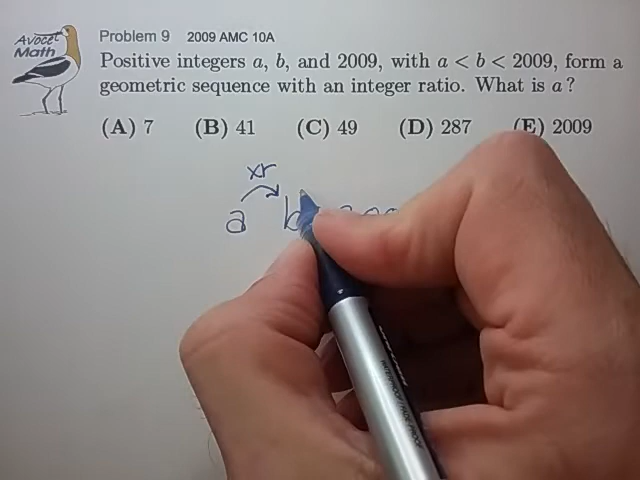 Avocet
Math
Problem 9 2009 AMC 10A
Positive integers a, b, and 2009, with a < b < 2009, form a
geometric sequence with an integer ratio. What is a?
(A) 7 (B) 41 (C) 49 (D) 287 (E) 2009
xr
a b